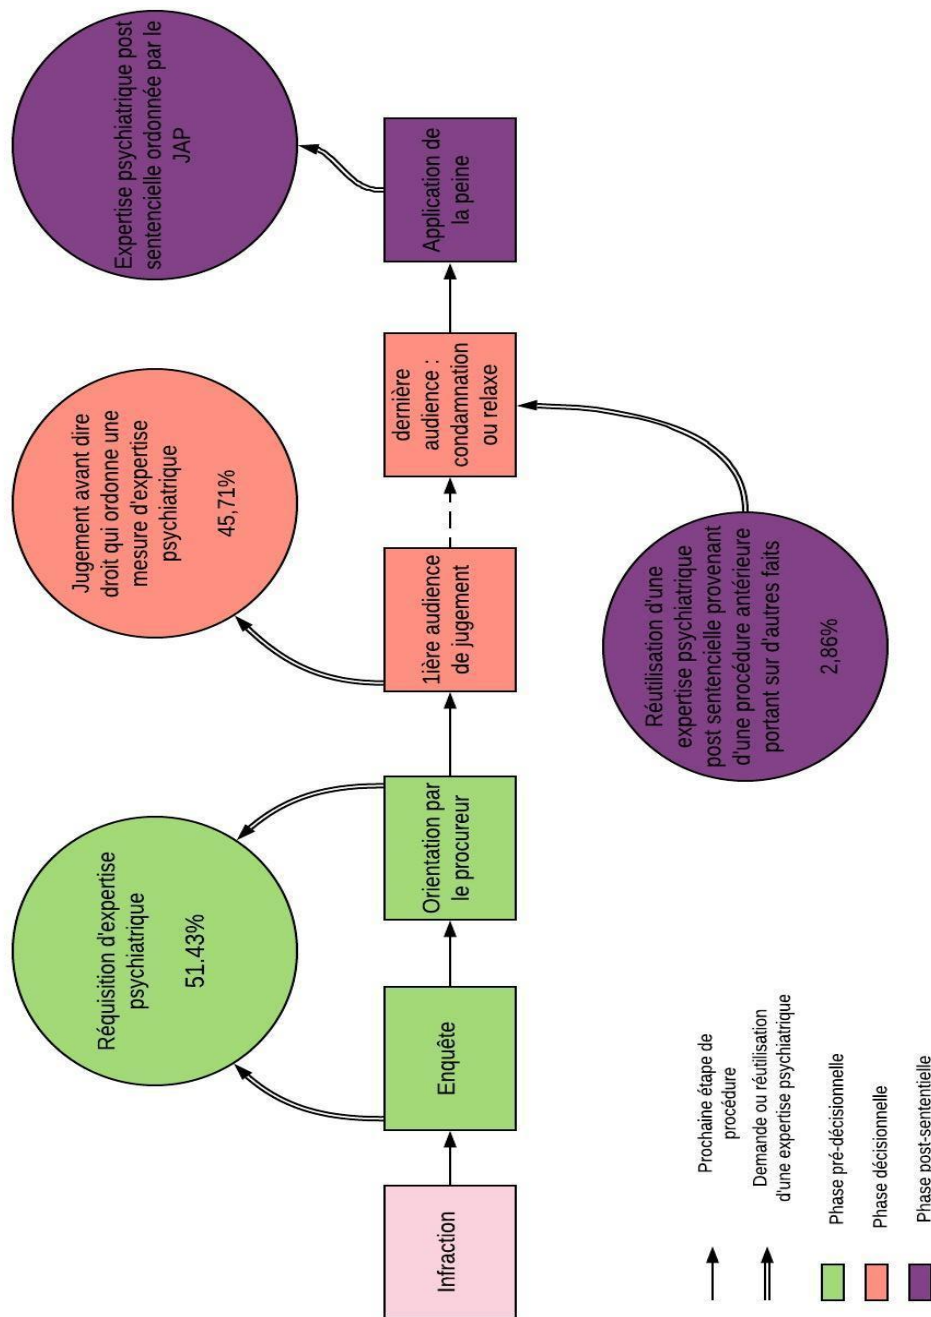 Infraction
Enquête
Orientation par
le procureur
1ière audience
de jugement
dernière
audience :
condamnation
ou relaxe
Application de
la peine
Réquisition d'expertise
psychiatrique
51.43%
Jugement avant dire
droit qui ordonne une
mesure d'expertise
psychiatrique
45,71%
Expertise psychiatrique post
sentencielle ordonnée par le
JAP
Réutilisation d'une
expertise psychiatrique
post sentencielle provenant
d'une procédure antérieure
portant sur d'autres faits
2,86%
Prochaine étape de
procédure
Demande ou réutilisation
d'une expertise psychiatrique
Phase pré-décisionnelle
Phase décisionnelle
Phase post-sententielle